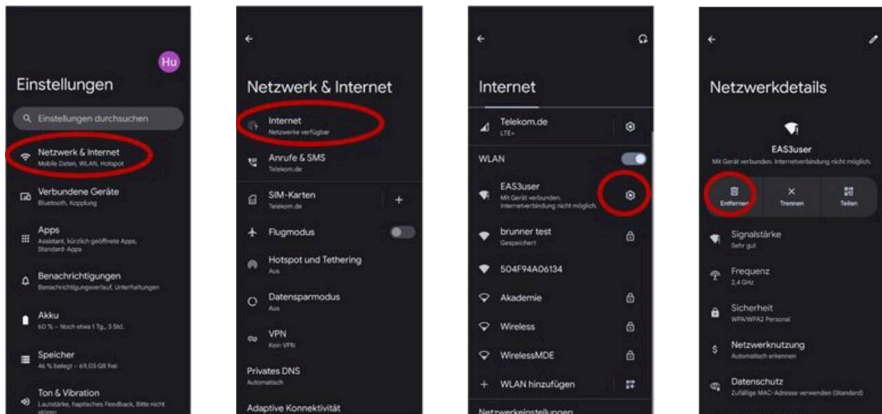 Hu
Einstellungen
Einstellungen durchsuchen
Netzwerk & Internet
Mobile Daten, WLAN, Hotspot
Verbundene Geräte
Bluetooth, Kopplung
Apps
Assistant, kürzlich geöffnete Apps,
Standard-Apps
Benachrichtigungen
Benachrichtigungsverlauf, Unterhaltungen
Akku
60 % – Noch etwa 1 Tg., 3 Std.
Speicher
46 % belegt – 69,03 GB frei
Ton & Vibration
Lautstärke, haptisches Feedback, Bitte nicht
stören
Netzwerk & Internet
Internet
Netzwerke verfügbar
Anrufe & SMS
Telekom.de
SIM-Karten
Telekom.de
Flugmodus
Hotspot und Tethering
Aus
Datensparmodus
Aus
VPN
Kein VPN
Privates DNS
Automatisch
Adaptive Konnektivität
Internet
Telekom.de
LTE+
WLAN
EAS3user
Mit Gerät verbunden.
Internetverbindung nicht möglich.
brunner test
Gespeichert
504F94A06134
Akademie
Wireless
WirelessMDE
WLAN hinzufügen
Netzwerkeinstellungen
Netzwerkdetails
EAS3user
Mit Gerät verbunden. Internetverbindung nicht möglich.
Entfernen
Trennen
Teilen
Signalstärke
Sehr gut
Frequenz
2,4 GHz
Sicherheit
WPA/WPA2 Personal
Netzwerknutzung
Automatisch erkennen
Datenschutz
Zufällige MAC-Adresse verwenden (Standard)